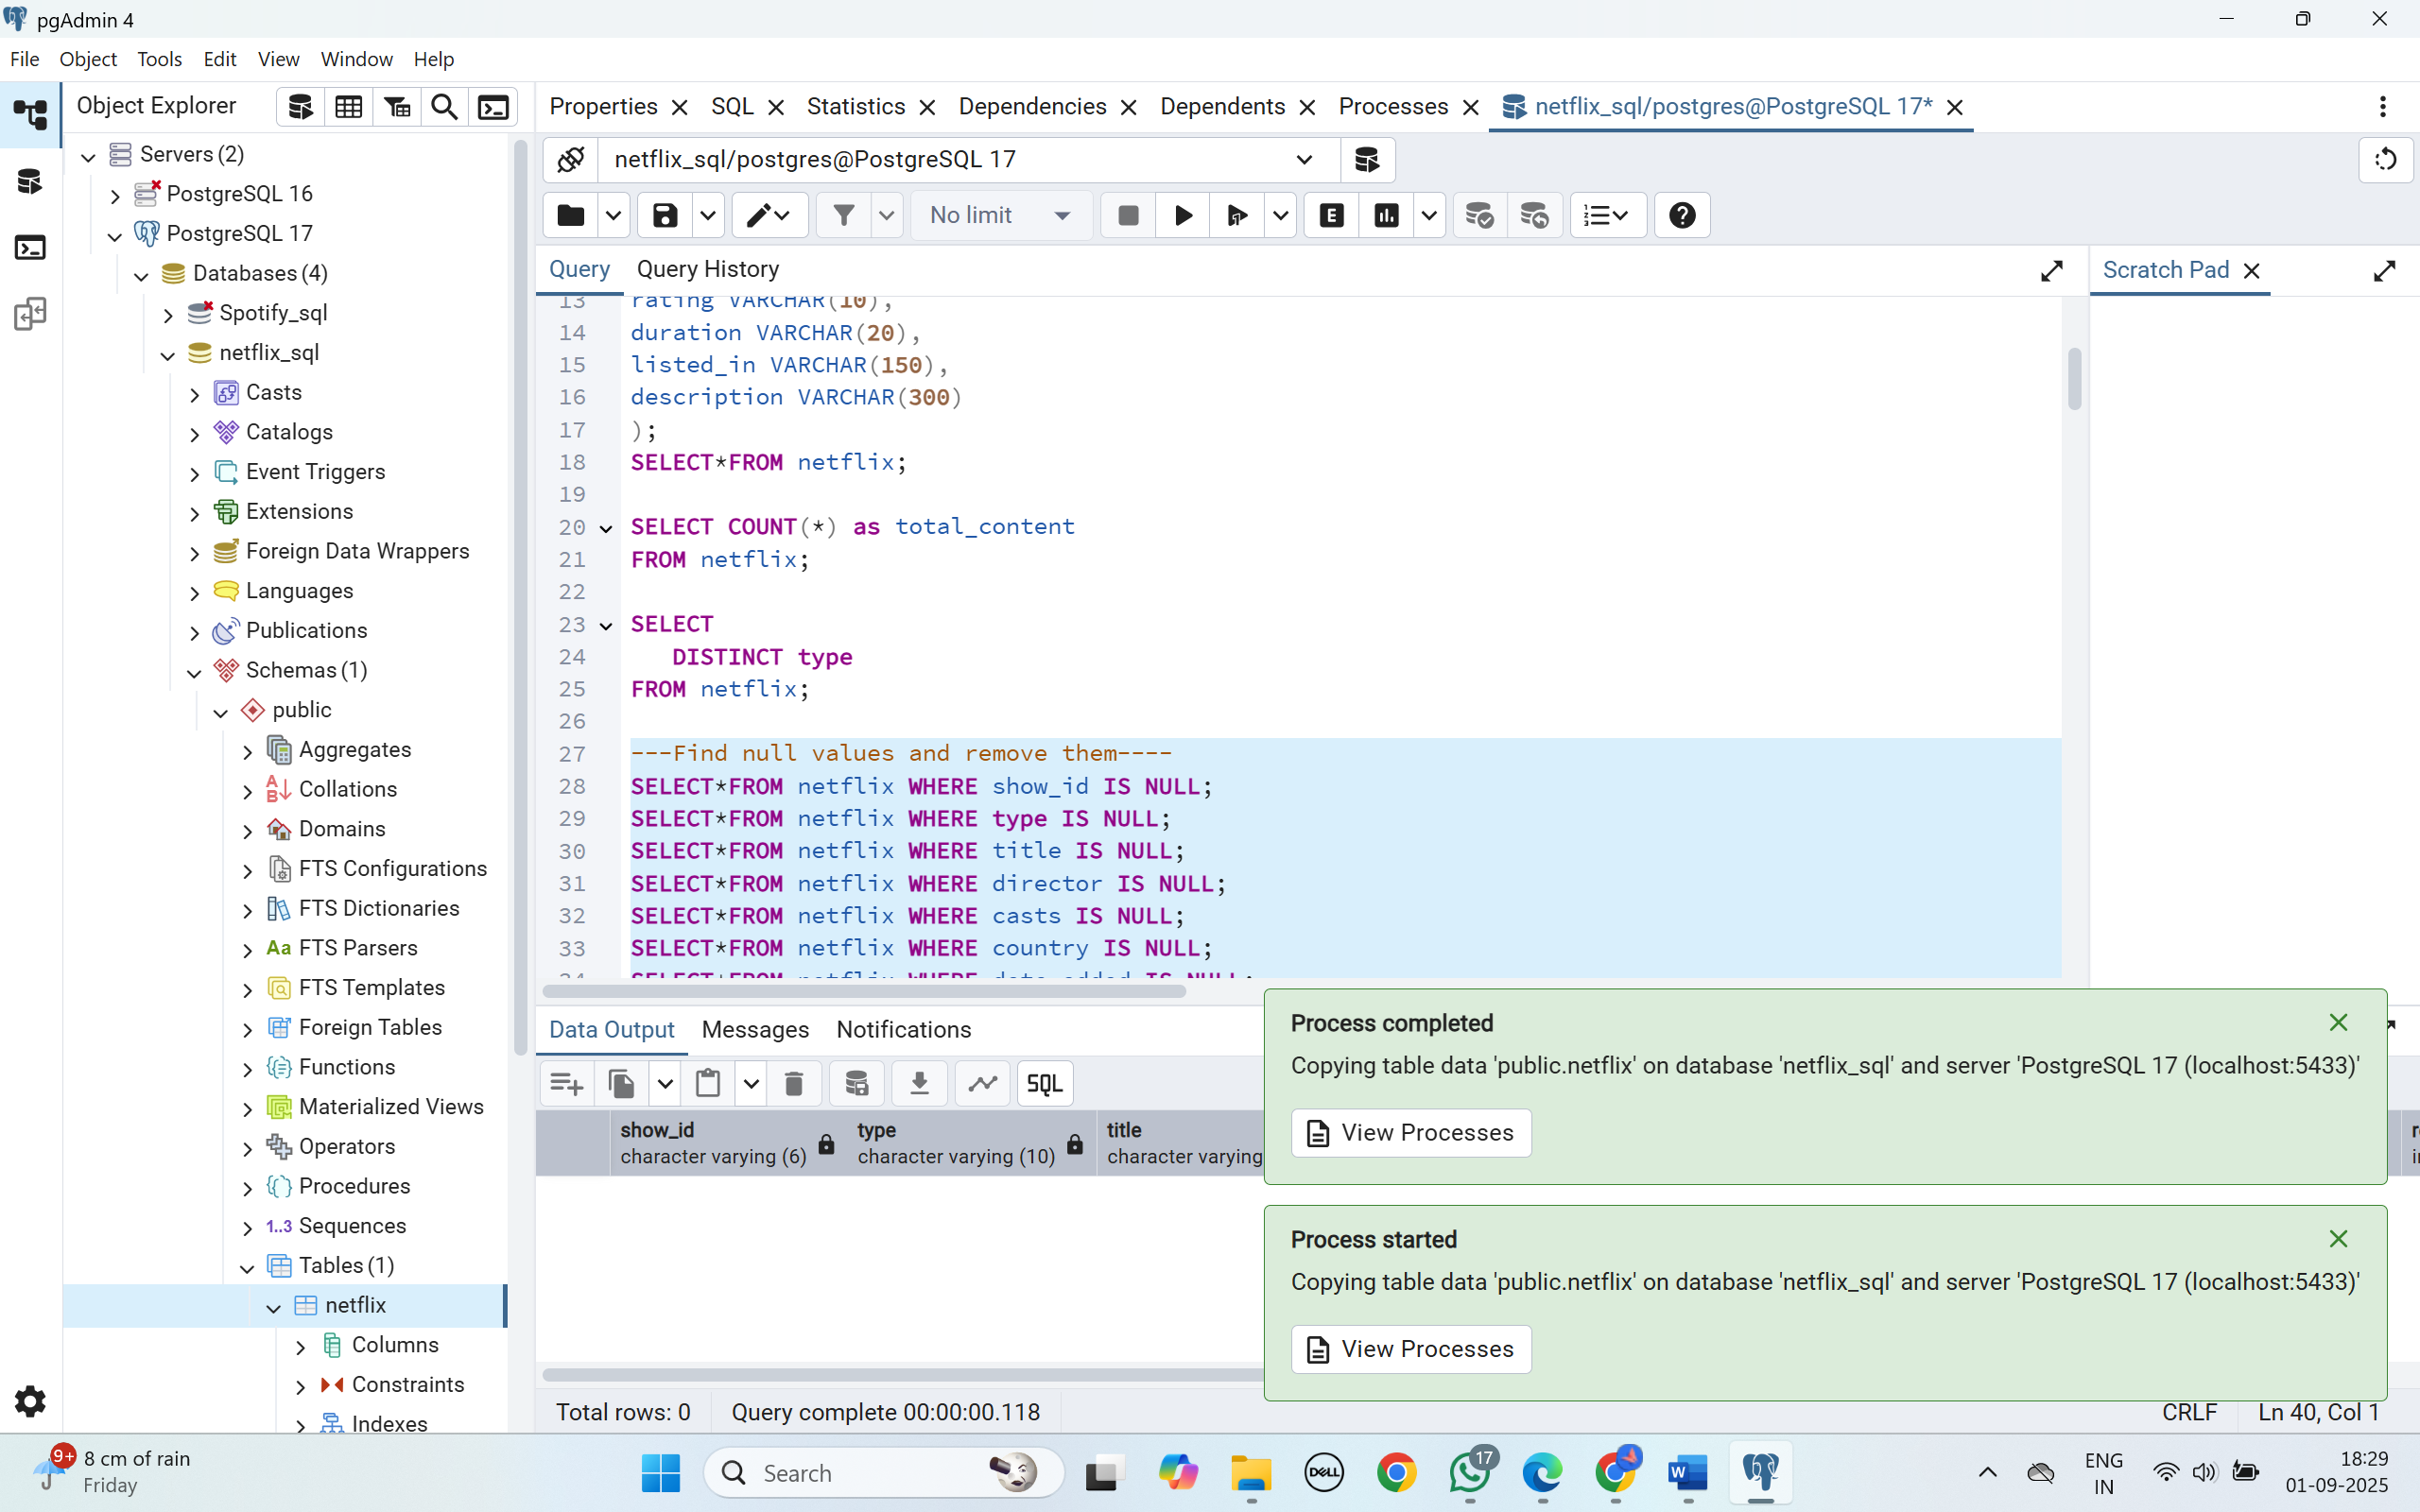 pgAdmin 4
File Object Tools Edit View Window Help
Object Explorer
Properties SQL Statistics Dependencies Dependents Processes netflix_sql/postgres@PostgreSQL 17*
Servers (2)
PostgreSQL 16
PostgreSQL 17
Databases (4)
Spotify_sql
netflix_sql
Casts
Catalogs
Event Triggers
Extensions
Foreign Data Wrappers
Languages
Publications
Schemas (1)
public
Aggregates
Collations
Domains
FTS Configurations
FTS Dictionaries
Aa FTS Parsers
FTS Templates
Foreign Tables
Functions
Materialized Views
Operators
Procedures
1..3 Sequences
Tables (1)
netflix
Columns
Constraints
Indexes
netflix_sql/postgres@PostgreSQL 17
No limit
E
Query Query History
Scratch Pad
13 rating VARCHAR(10),
14 duration VARCHAR(20),
15 listed_in VARCHAR(150),
16 description VARCHAR(300)
17 );
18 SELECT*FROM netflix;
19
20 SELECT COUNT(*) as total_content
21 FROM netflix;
22
23 SELECT
24 DISTINCT type
25 FROM netflix;
26
27 ---Find null values and remove them----
28 SELECT*FROM netflix WHERE show_id IS NULL;
29 SELECT*FROM netflix WHERE type IS NULL;
30 SELECT*FROM netflix WHERE title IS NULL;
31 SELECT*FROM netflix WHERE director IS NULL;
32 SELECT*FROM netflix WHERE casts IS NULL;
33 SELECT*FROM netflix WHERE country IS NULL;
34 SELECT*FROM netflix WHERE date_added IS NULL;
Data Output Messages Notifications
SQL
show_id
character varying (6)
type
character varying (10)
title
character varying
Process completed
Copying table data 'public.netflix' on database 'netflix_sql' and server 'PostgreSQL 17 (localhost:5433)'
View Processes
Process started
Copying table data 'public.netflix' on database 'netflix_sql' and server 'PostgreSQL 17 (localhost:5433)'
View Processes
Total rows: 0 Query complete 00:00:00.118 CRLF Ln 40, Col 1
9+
8 cm of rain
Friday
Search
DELL
17
W
ENG
IN
18:29
01-09-2025